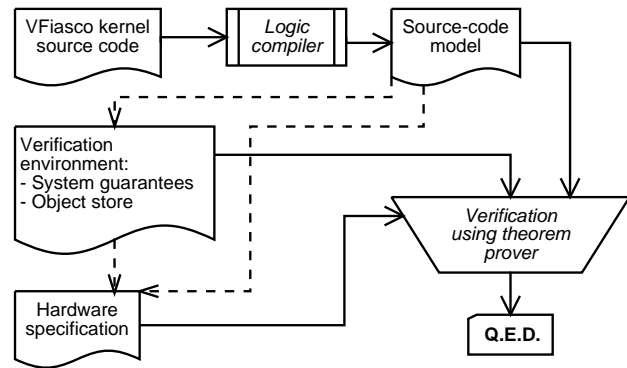 VFiasco kernel
source code
Logic
compiler
Source-code
model
Verification
environment:
- System guarantees
- Object store
Verification
using theorem
prover
Hardware
specification
Q.E.D.